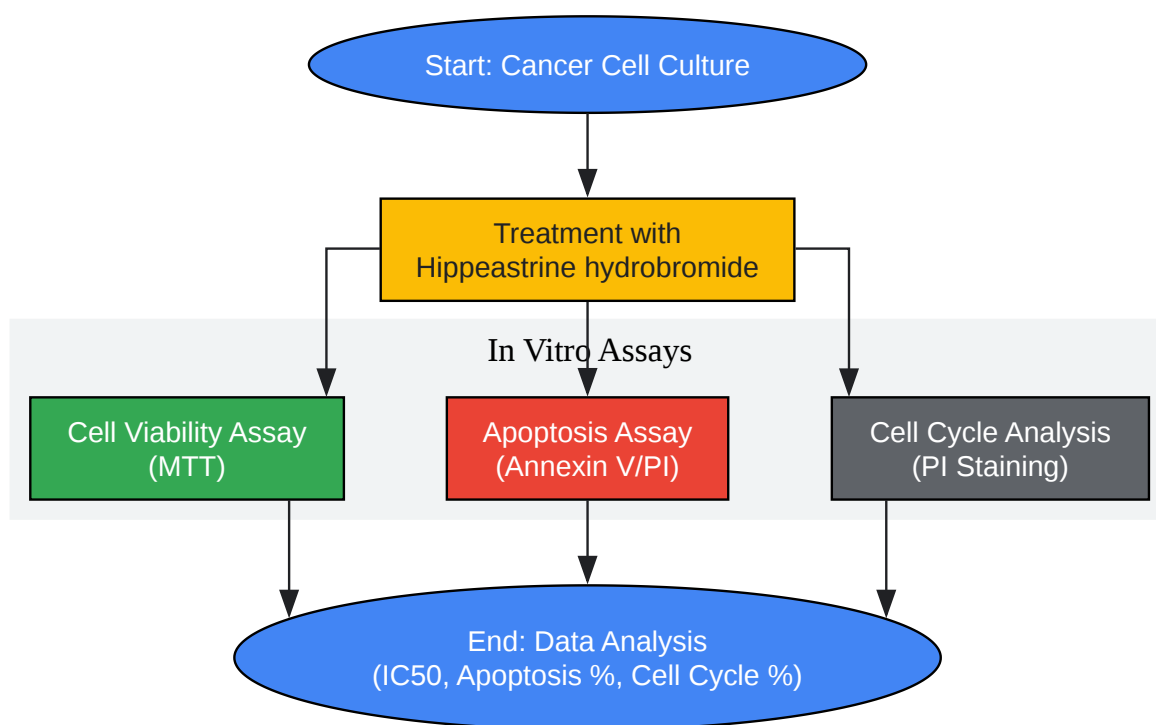 Start: Cancer Cell Culture
Treatment with
Hippeastrine hydrobromide
In Vitro Assays
Cell Viability Assay
(MTT)
Apoptosis Assay
(Annexin V/PI)
Cell Cycle Analysis
(PI Staining)
End: Data Analysis
(IC50, Apoptosis %, Cell Cycle %)